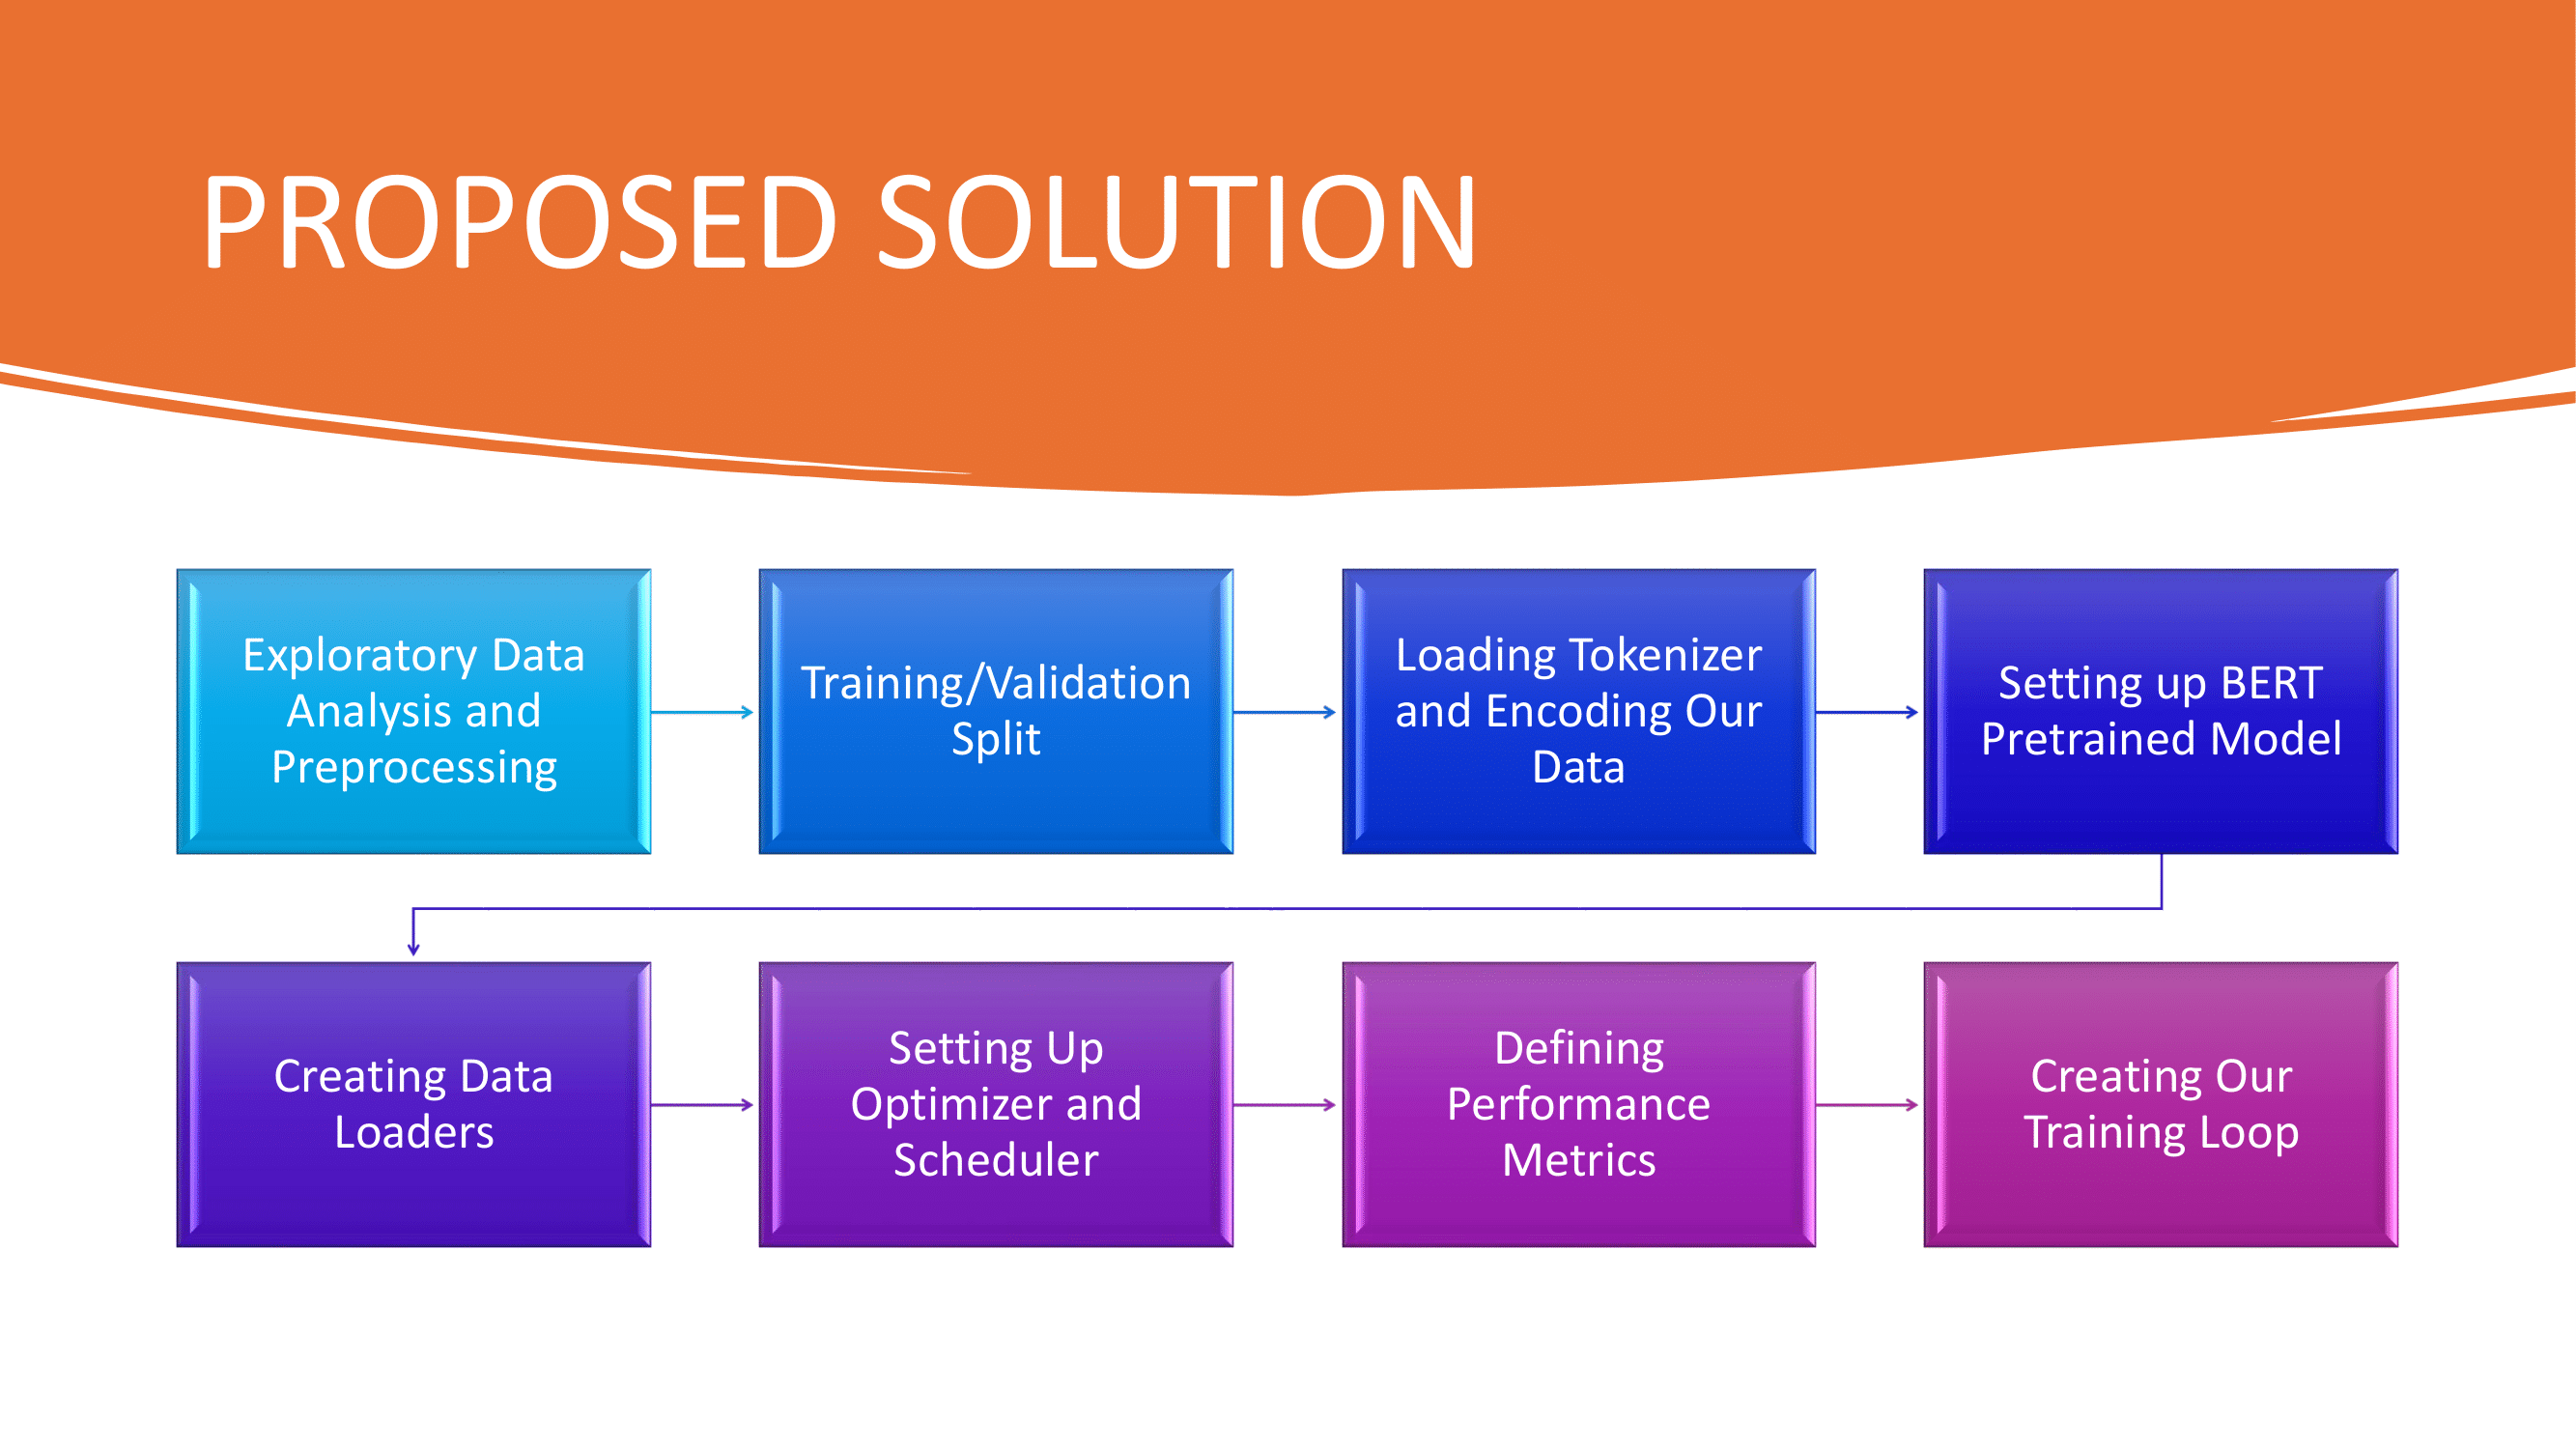 PROPOSED SOLUTION
Exploratory Data
Analysis and
Preprocessing
Training/Validation
Split
Loading Tokenizer
and Encoding Our
Data
Setting up BERT
Pretrained Model
Creating Data
Loaders
Setting Up
Optimizer and
Scheduler
Defining
Performance
Metrics
Creating Our
Training Loop